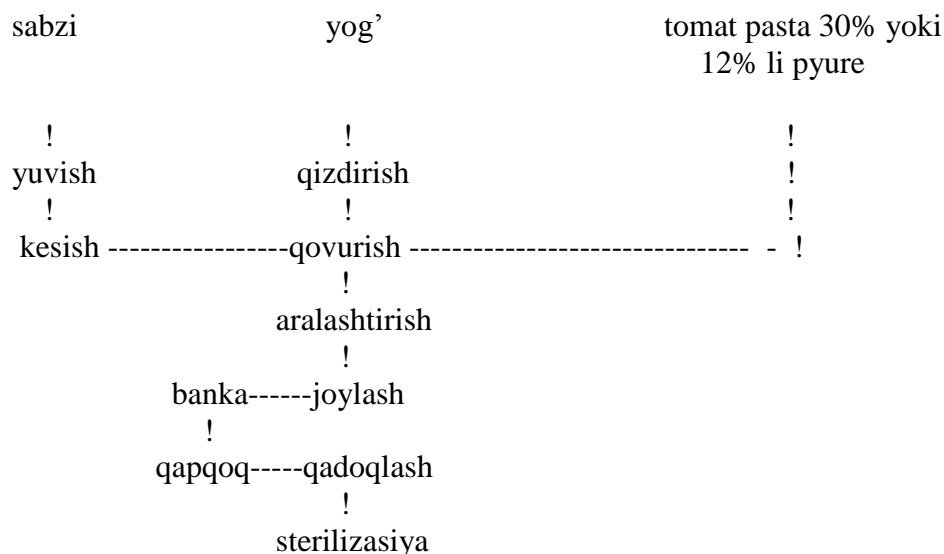 sabzi yog’ tomat pasta 30% yoki
12% li pyure
! ! !
yuvish qizdirish !
! ! !
kesish -----------------qovurish -------------------------------- - !
!
aralashtirish
!
banka------joylash
!
qapqoq-----qadoqlash
!
sterilizasiya